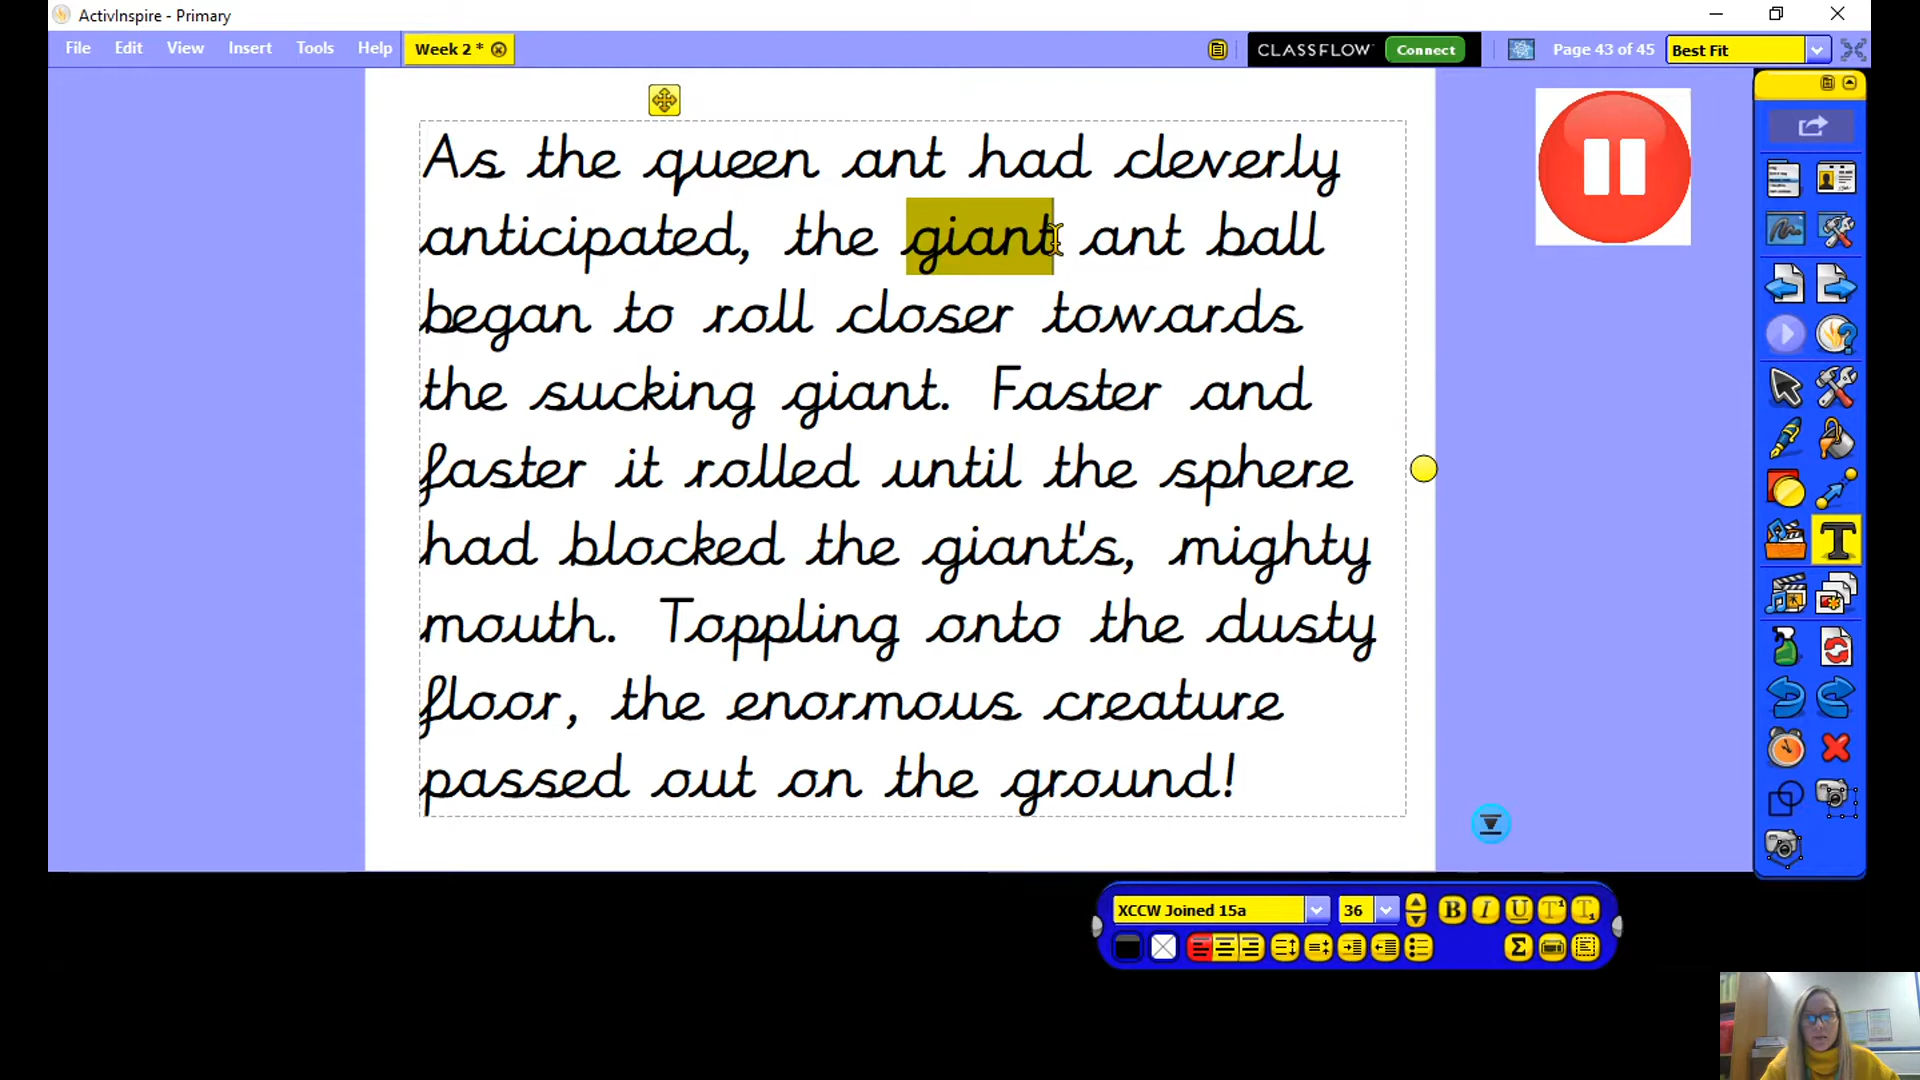 ActivInspire - Primary
File Edit View Insert Tools Help Week 2 * CLASSFLOW Connect Page 43 of 45 Best Fit
As the queen ant had cleverly
anticipated, the giant ant ball
began to roll closer towards
the sucking giant. Faster and
faster it rolled until the sphere
had blocked the giant's, mighty
mouth. Toppling onto the dusty
floor, the enormous creature
passed out on the ground!
T
XCCW Joined 15a 36 B I U T¹ T₁
Σ